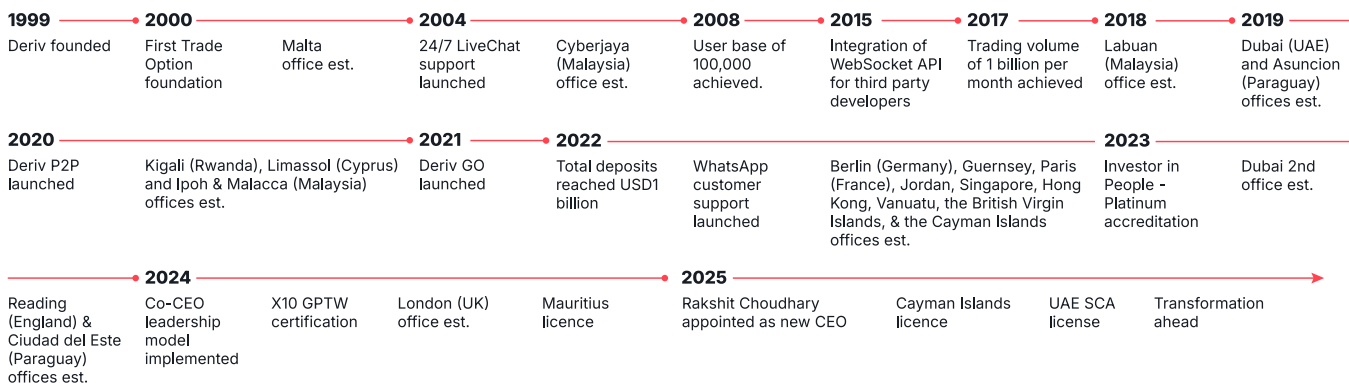 1999
Deriv founded
2000
First Trade
Option
foundation
Malta
office est.
2004
24/7 LiveChat
support
launched
Cyberjaya
(Malaysia)
office est.
2008
User base of
100,000
achieved.
2015
Integration of
WebSocket API
for third party
developers
2017
Trading volume
of 1 billion per
month achieved
2018
Labuan
(Malaysia)
office est.
2019
Dubai (UAE)
and Asuncion
(Paraguay)
offices est.
2020
Deriv P2P
launched
Kigali (Rwanda), Limassol (Cyprus)
and Ipoh & Malacca (Malaysia)
offices est.
2021
Deriv GO
launched
2022
Total deposits
reached USD1
billion
WhatsApp
customer
support
launched
Berlin (Germany), Guernsey, Paris
(France), Jordan, Singapore, Hong
Kong, Vanuatu, the British Virgin
Islands, & the Cayman Islands
offices est.
2023
Investor in
People -
Platinum
accreditation
Dubai 2nd
office est.
Reading
(England) &
Ciudad del Este
(Paraguay)
offices est.
2024
Co-CEO
leadership
model
implemented
X10 GPTW
certification
London (UK)
office est.
Mauritius
licence
2025
Rakshit Choudhary
appointed as new CEO
Cayman Islands
licence
UAE SCA
license
Transformation
ahead